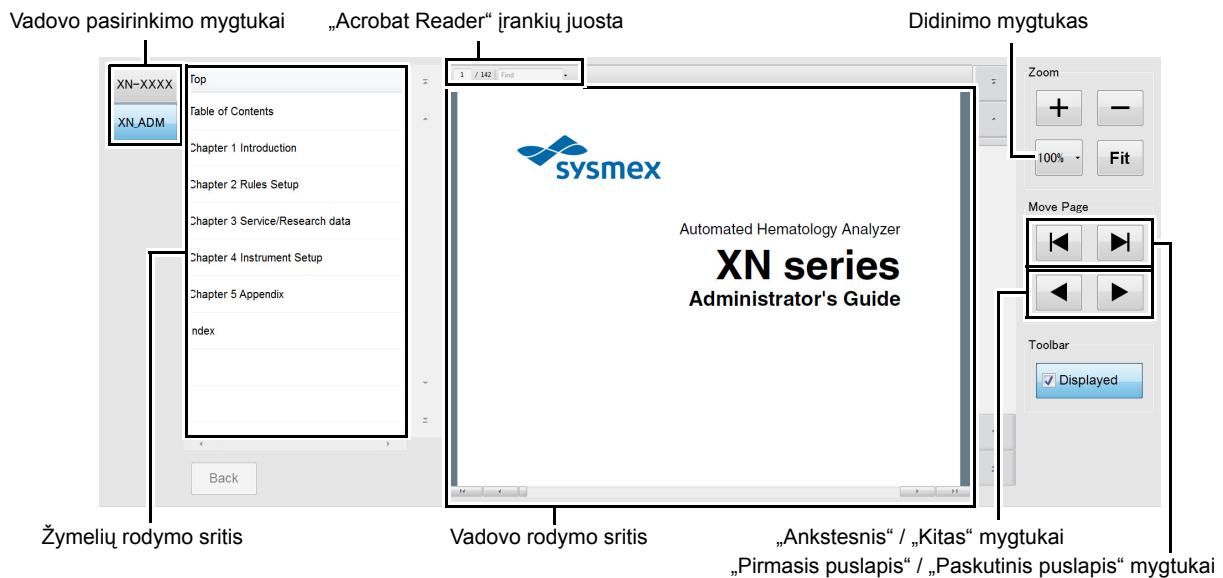 Vadovo pasirinkimo mygtukai
„Acrobat Reader“ įrankių juosta
Didinimo mygtukas
XN-XXXX
XN_ADM
Top
Table of Contents
Chapter 1 Introduction
Chapter 2 Rules Setup
Chapter 3 Service/Research data
Chapter 4 Instrument Setup
Chapter 5 Appendix
ndex
Back
1 / 142 Find
sysmex
Automated Hematology Analyzer
XN series
Administrator's Guide
Zoom
+ −
100% Fit
Move Page
Toolbar
Displayed
Žymelių rodymo sritis
Vadovo rodymo sritis
„Ankstesnis“ / „Kitas“ mygtukai
„Pirmasis puslapis“ / „Paskutinis puslapis“ mygtukai